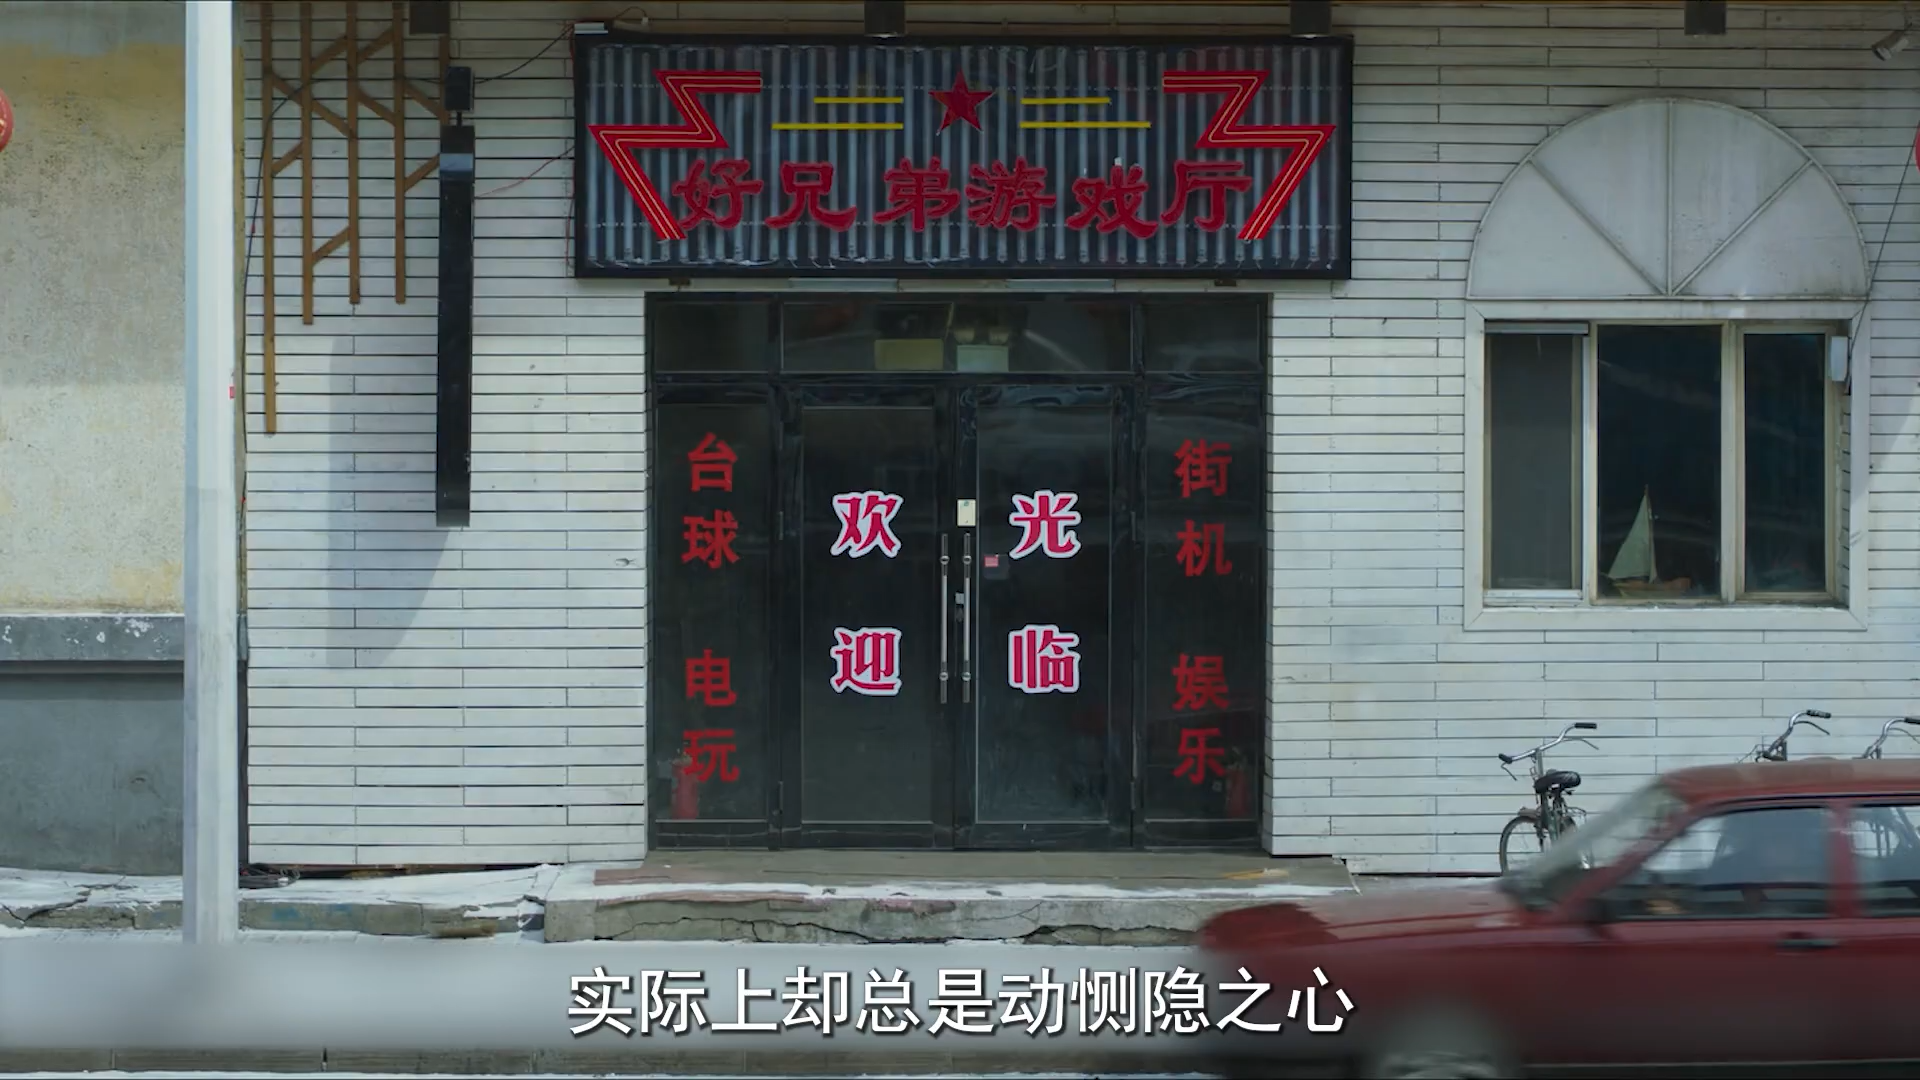 好兄弟游戏厅
台球
电玩
欢迎
光临
街机
娱乐
实际上却总是动恻隐之心